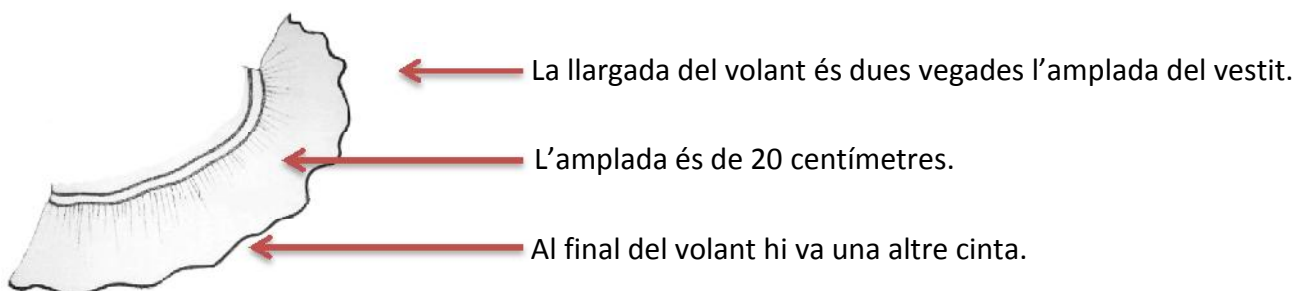 La llargada del volant és dues vegades l’amplada del vestit.
L’amplada és de 20 centímetres.
Al final del volant hi va una altre cinta.